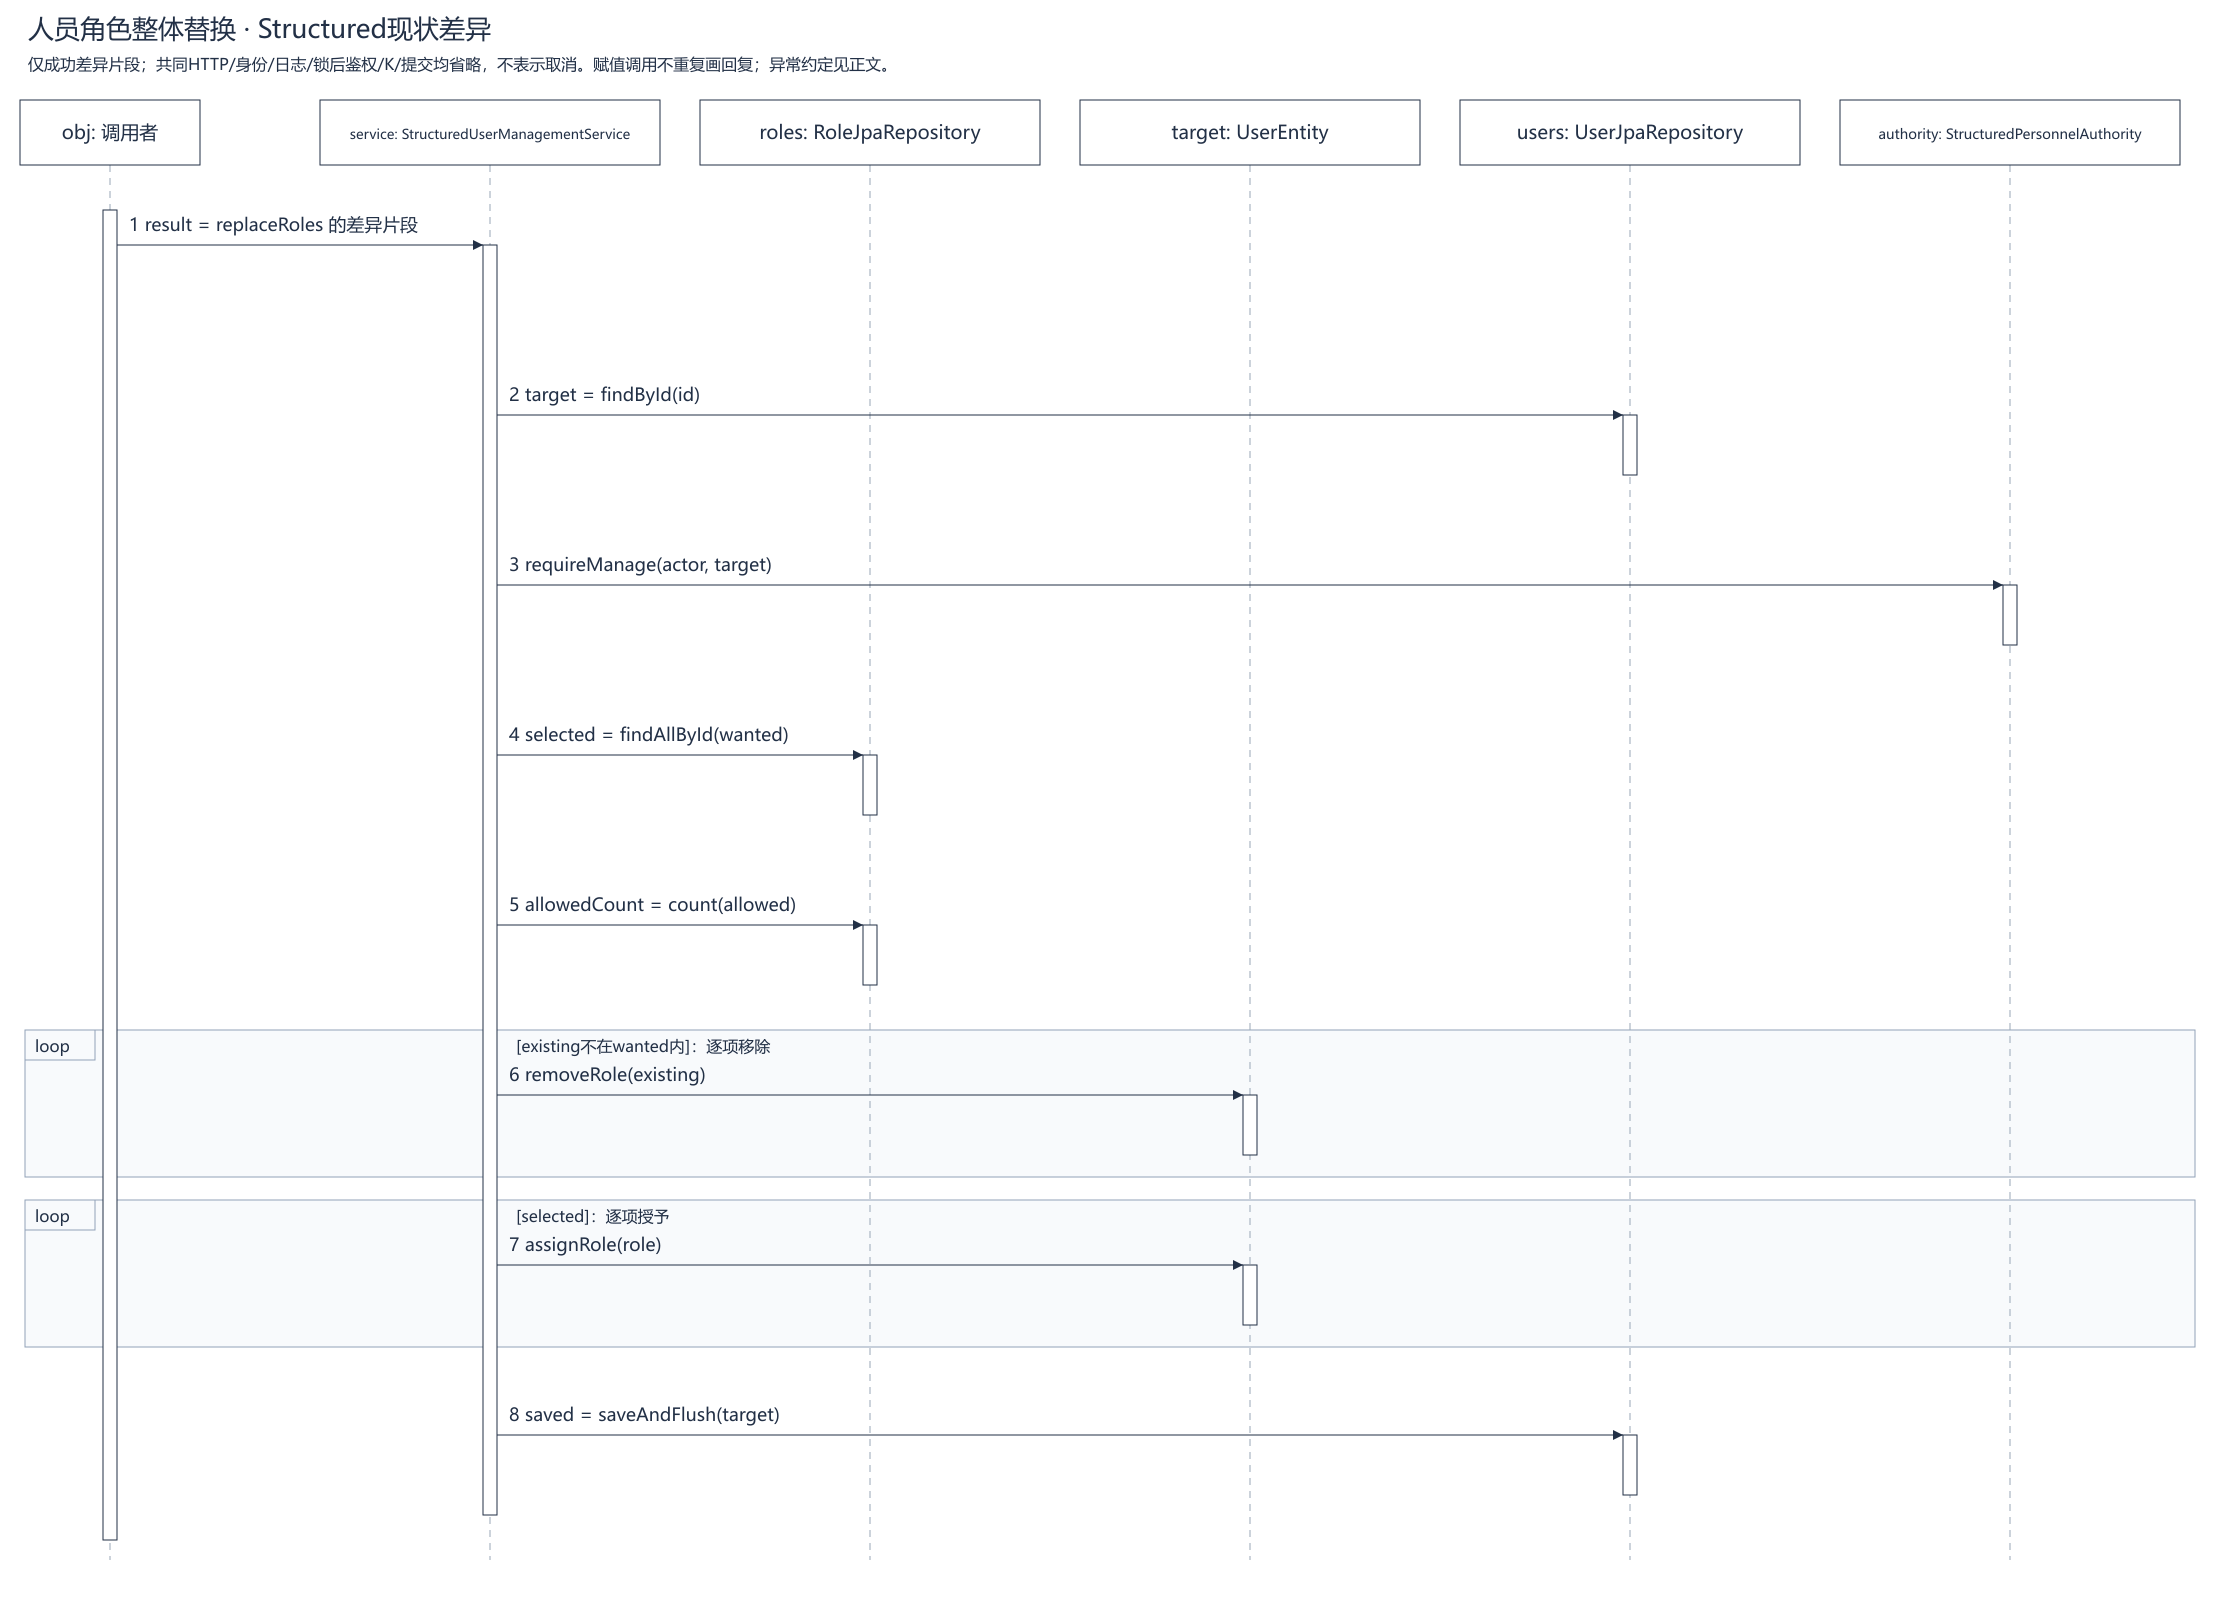 人员角色整体替换 · Structured现状差异
仅成功差异片段；共同HTTP/身份/日志/锁后鉴权/K/提交均省略，不表示取消。赋值调用不重复画回复；异常约定见正文。
obj: 调用者
service: StructuredUserManagementService
roles: RoleJpaRepository
target: UserEntity
users: UserJpaRepository
authority: StructuredPersonnelAuthority
1 result = replaceRoles 的差异片段
2 target = findById(id)
3 requireManage(actor, target)
4 selected = findAllById(wanted)
5 allowedCount = count(allowed)
loop
[existing不在wanted内]：逐项移除
6 removeRole(existing)
loop
[selected]：逐项授予
7 assignRole(role)
8 saved = saveAndFlush(target)